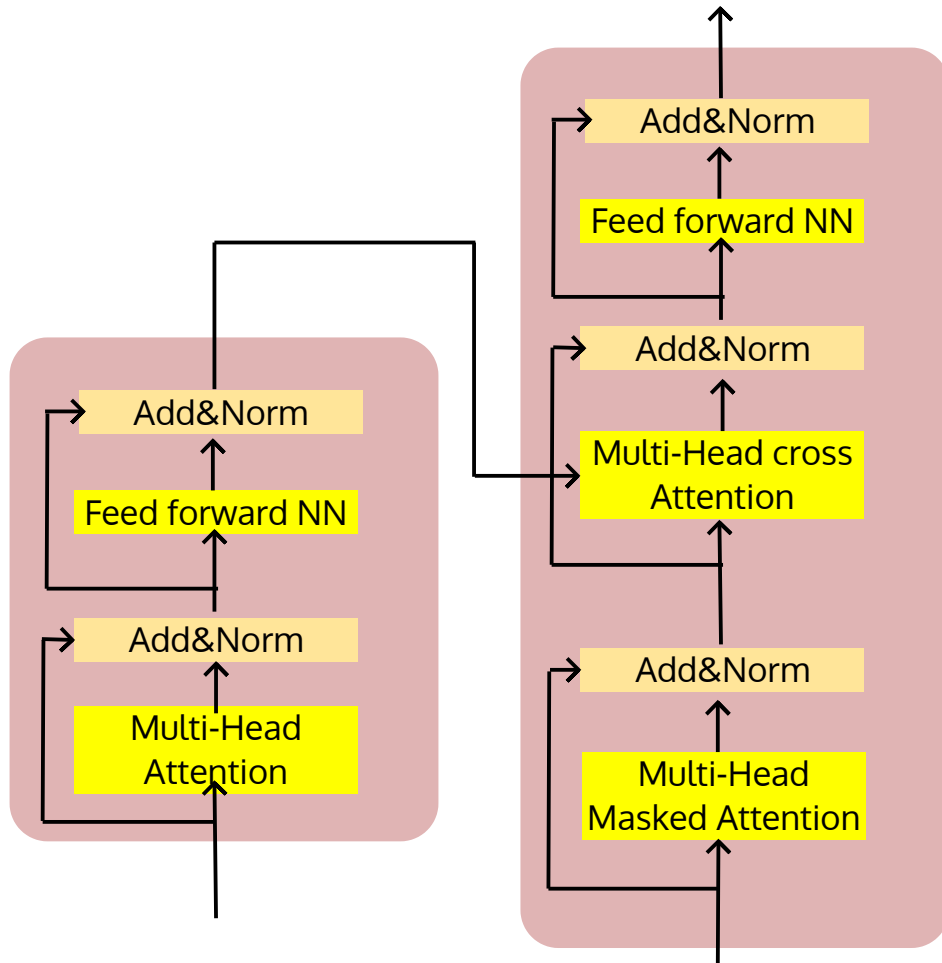 Add&Norm
Feed forward NN
Add&Norm
Multi-Head
Attention
Add&Norm
Feed forward NN
Add&Norm
Multi-Head cross
Attention
Add&Norm
Multi-Head
Masked Attention